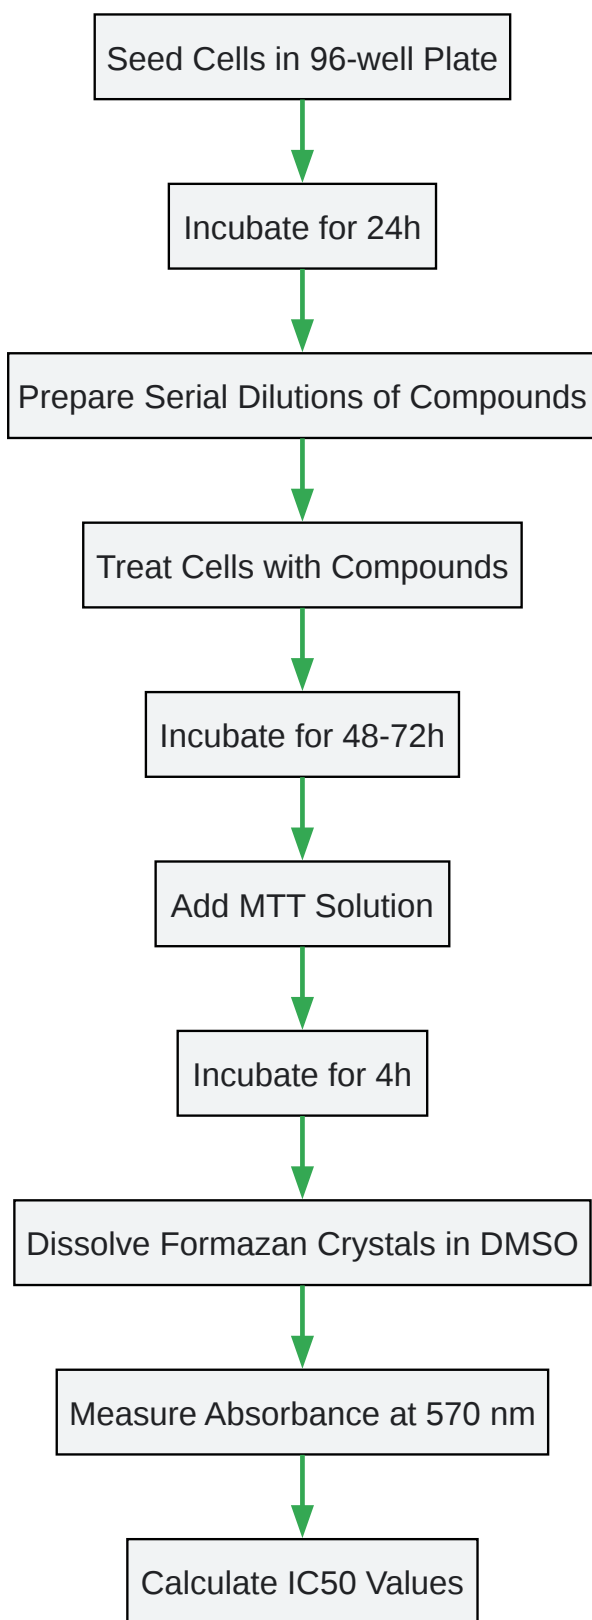 Seed Cells in 96-well Plate
Incubate for 24h
Prepare Serial Dilutions of Compounds
Treat Cells with Compounds
Incubate for 48-72h
Add MTT Solution
Incubate for 4h
Dissolve Formazan Crystals in DMSO
Measure Absorbance at 570 nm
Calculate IC50 Values